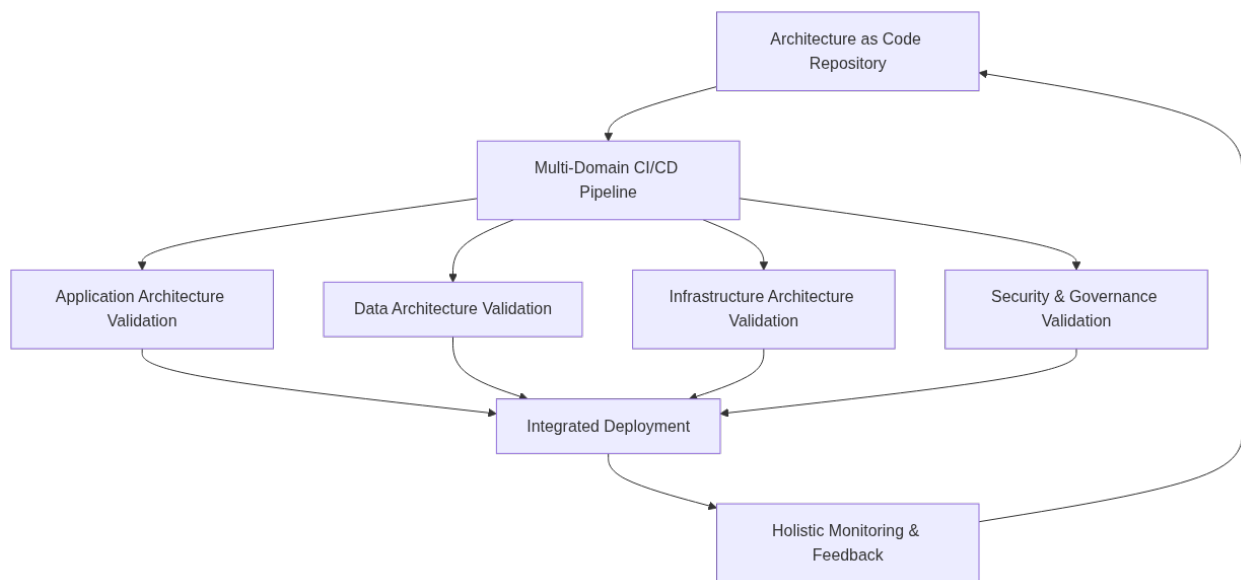 Architecture as Code
Repository
Multi-Domain CI/CD
Pipeline
Application Architecture
Validation
Data Architecture Validation
Infrastructure Architecture
Validation
Security & Governance
Validation
Integrated Deployment
Holistic Monitoring &
Feedback